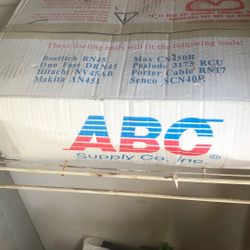 These roofing nails will fit the following tools:
Bostitch RN45 Max CN450R
Duo Fast DRN45 Paslode 3175 RCU
Hitachi NV45AB Porter Cable RN17
Makita AN451 Senco SCN40R
ABC
Supply Co. Inc.